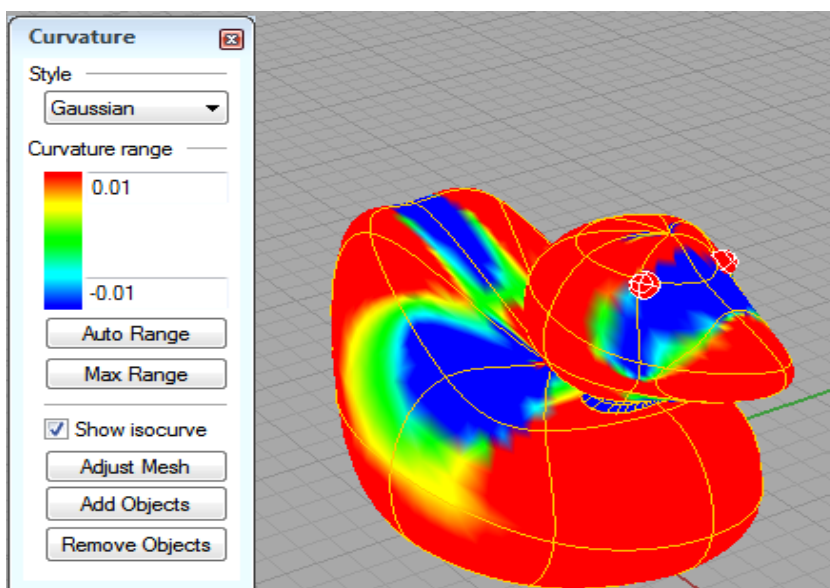 Curvature
Style
Gaussian
Curvature range
0.01
-0.01
Auto Range
Max Range
Show isocurve
Adjust Mesh
Add Objects
Remove Objects